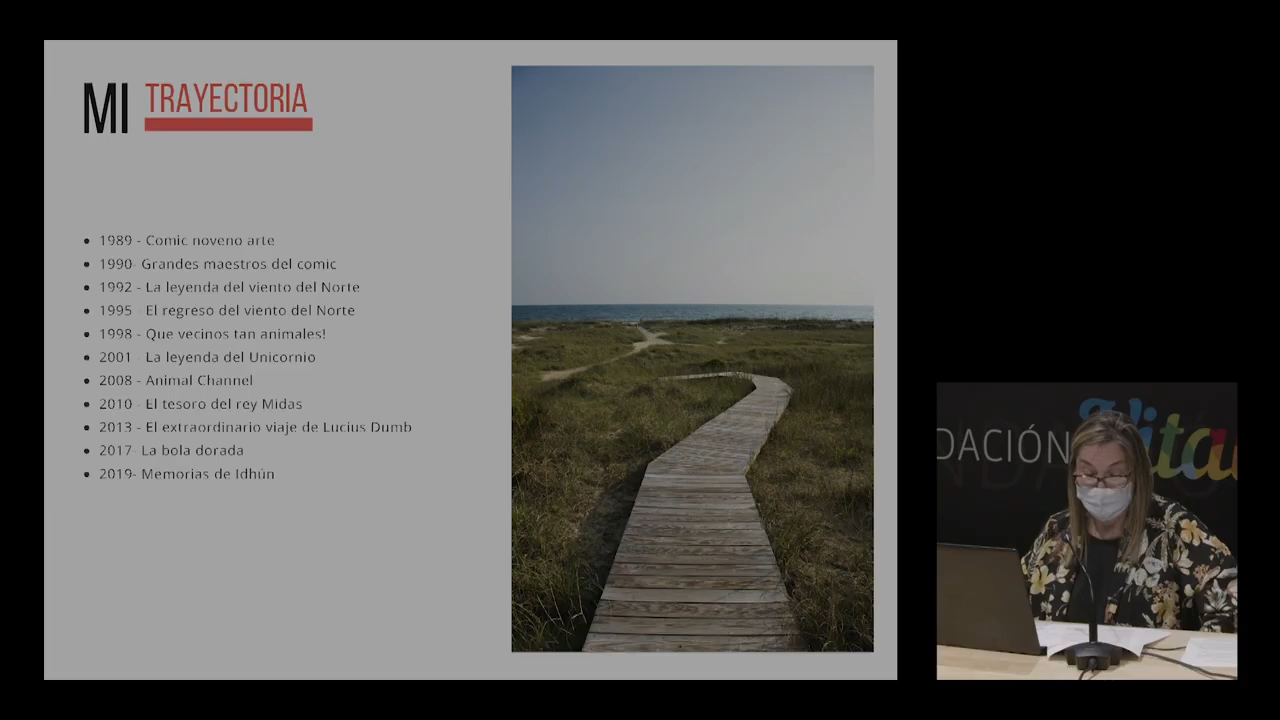 MI TRAYECTORIA
1989 - Comic noveno arte
1990- Grandes maestros del comic
1992 - La leyenda del viento del Norte
1995 - El regreso del viento del Norte
1998 - Que vecinos tan animales!
2001 - La leyenda del Unicornio
2008 - Animal Channel
2010 - El tesoro del rey Midas
2013 - El extraordinario viaje de Lucius Dumb
2017- La bola dorada
2019- Memorias de Idhún
DACIÓN Vital